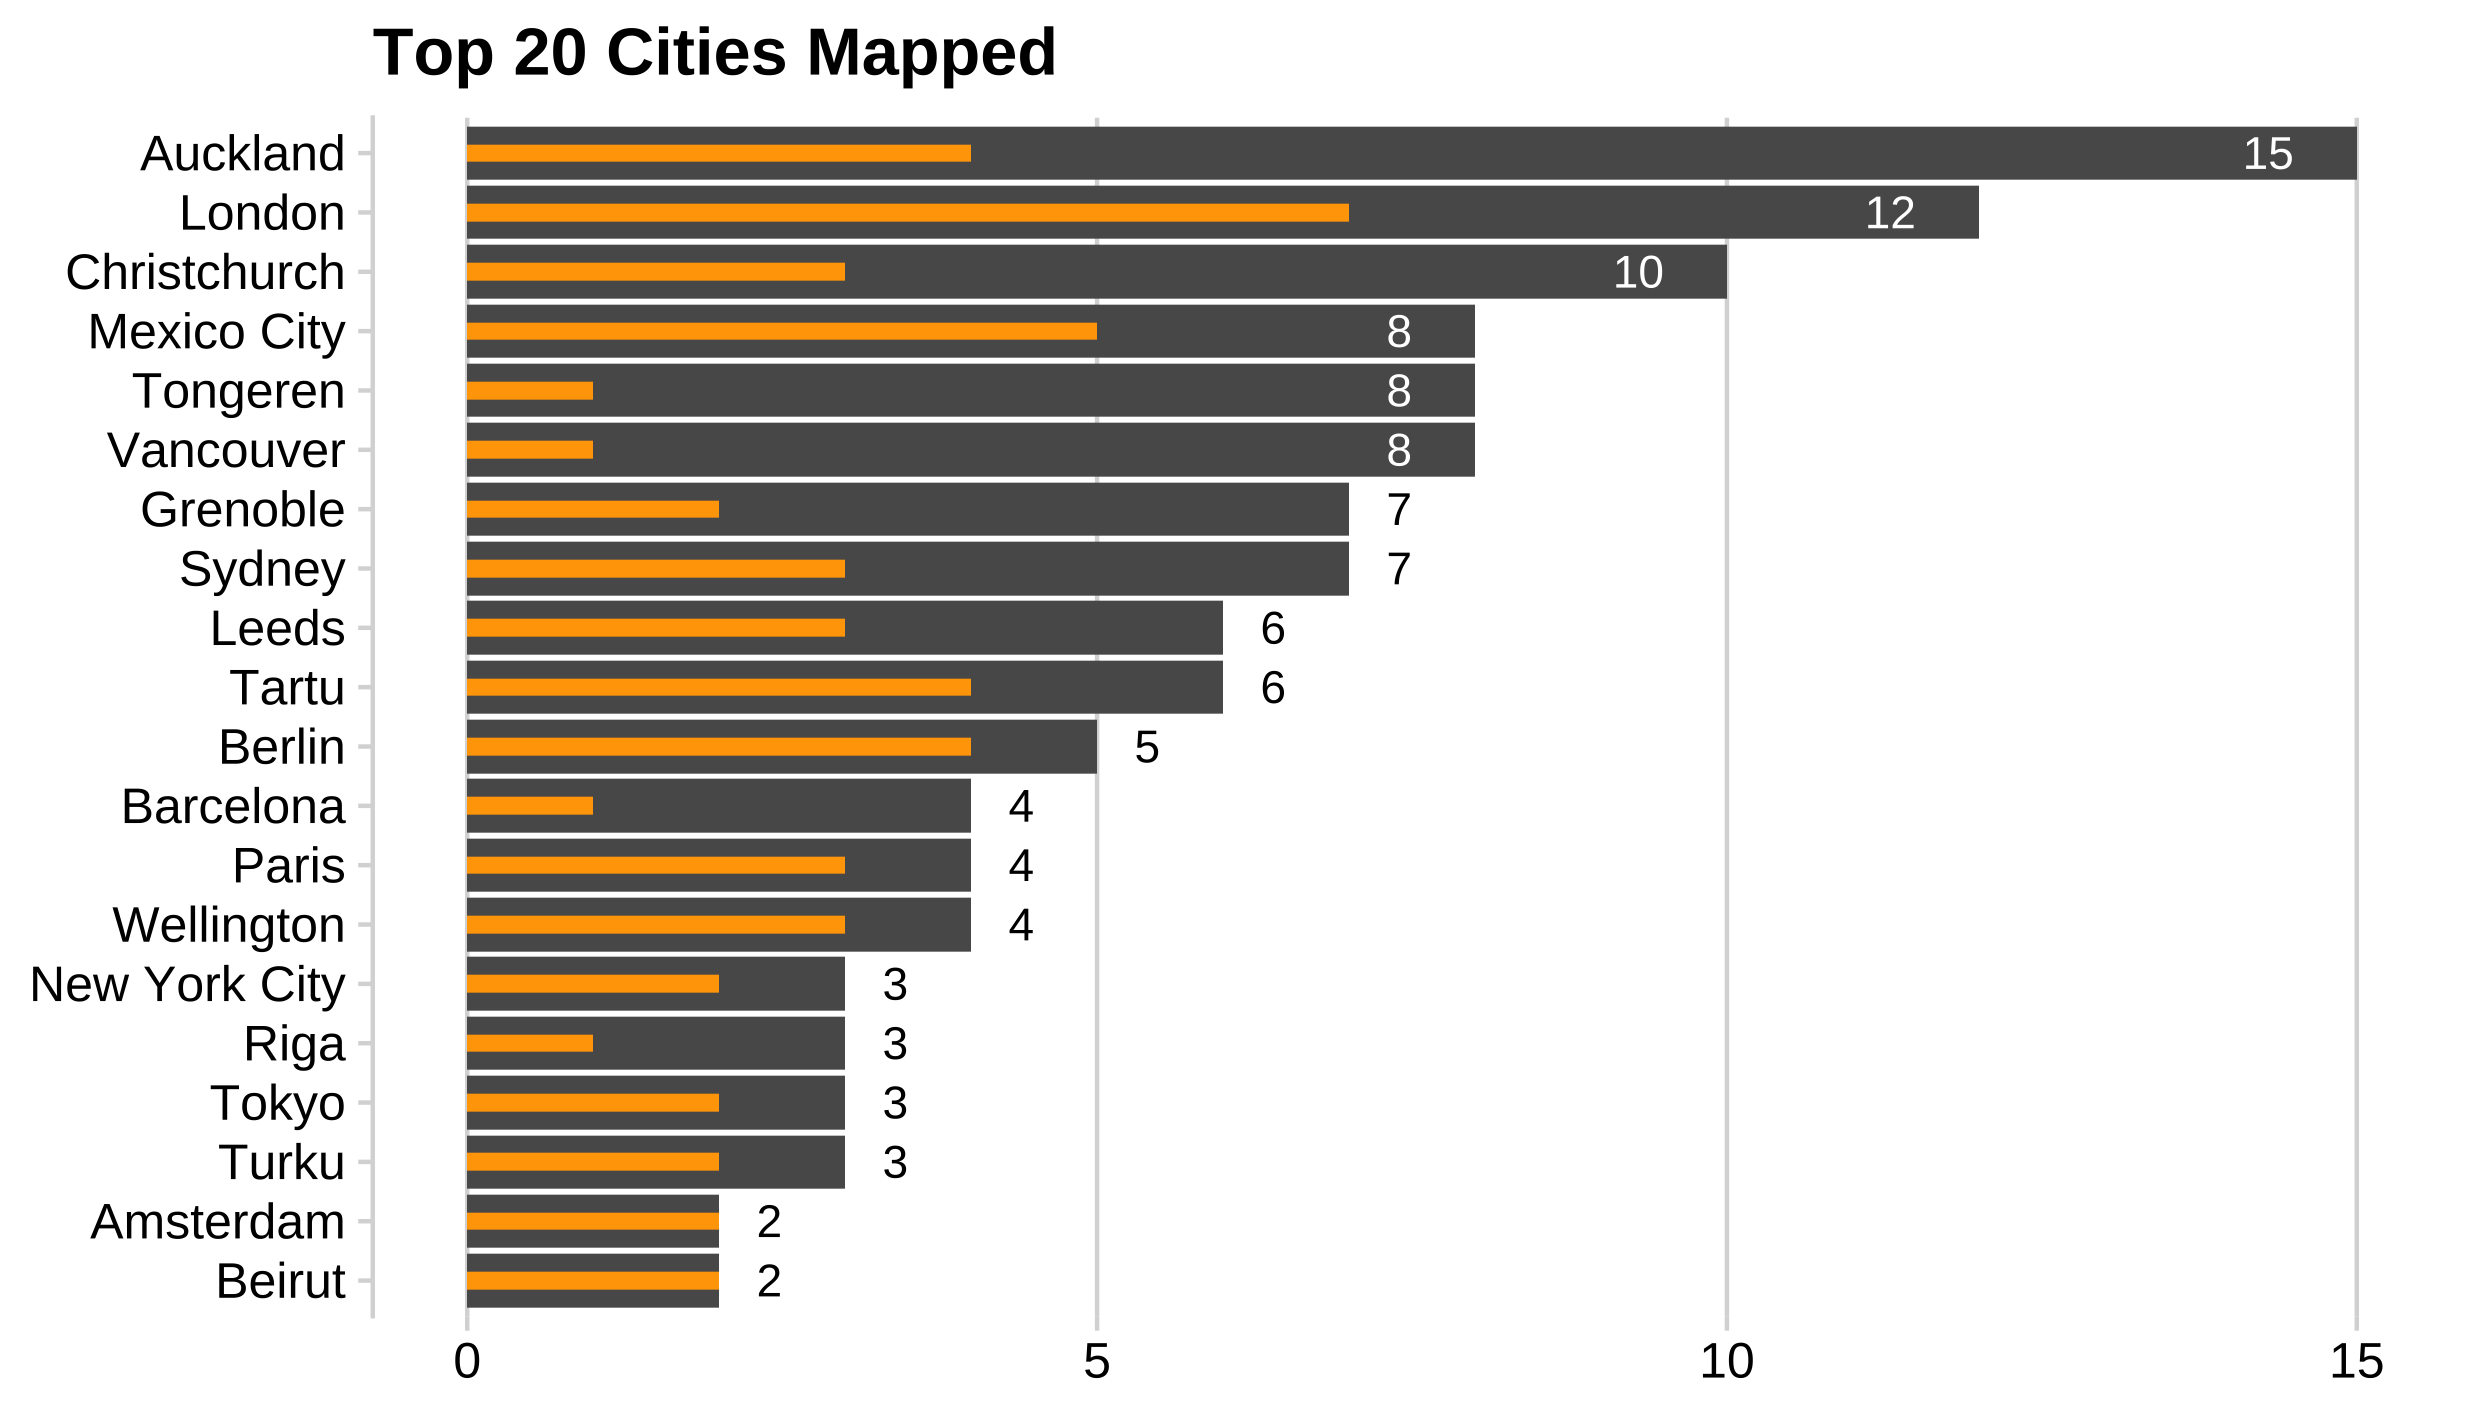 Top 20 Cities Mapped
Auckland 15
London 12
Christchurch 10
Mexico City 8
Tongeren 8
Vancouver 8
Grenoble 7
Sydney 7
Leeds 6
Tartu 6
Berlin 5
Barcelona 4
Paris 4
Wellington 4
New York City 3
Riga 3
Tokyo 3
Turku 3
Amsterdam 2
Beirut 2
0 5 10 15